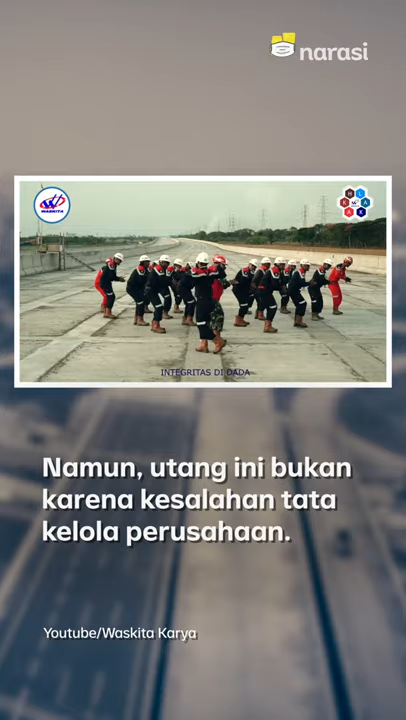 narasi
WASKITA
INTEGRITAS DI DADA
Namun, utang ini bukan
karena kesalahan tata
kelola perusahaan.
Youtube/Waskita Karya